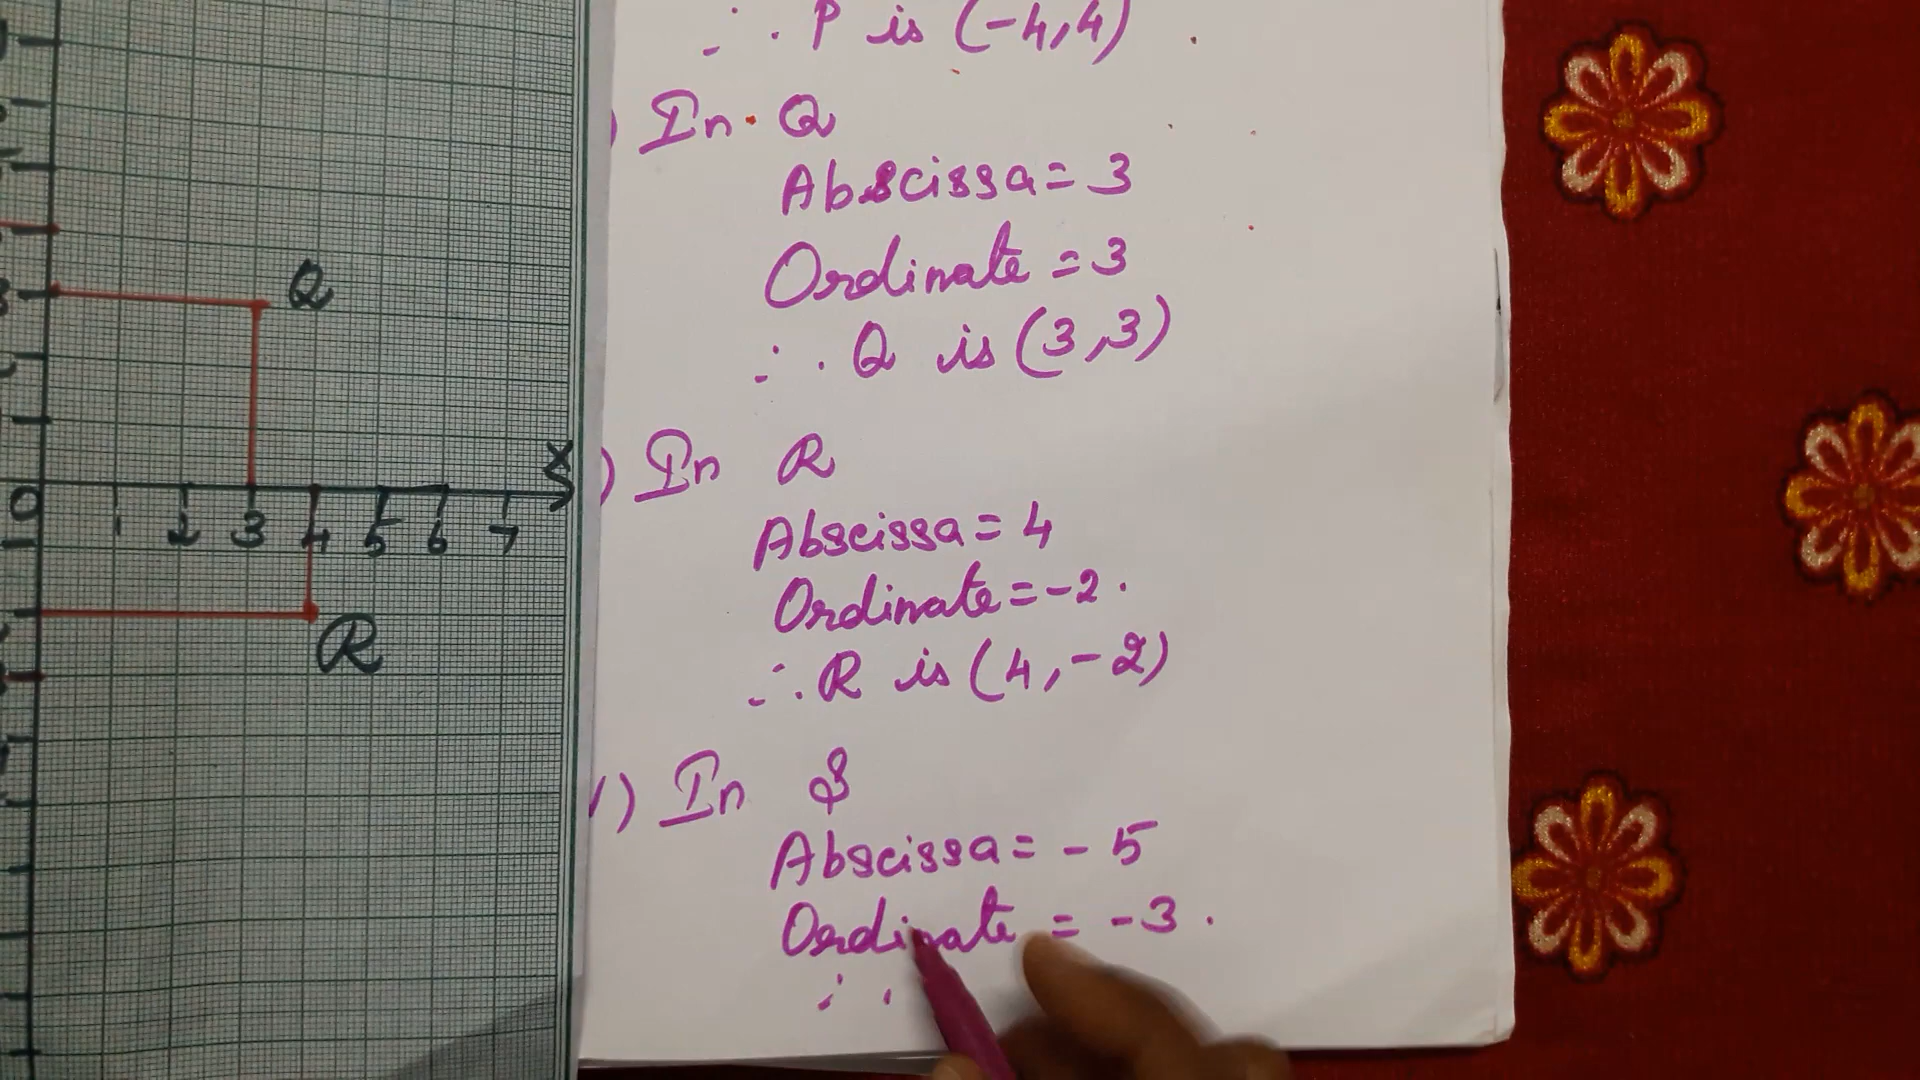 ∴ P is (-4,4)
) In Q
Abscissa = 3
Ordinate = 3
∴ Q is (3,3)
) In R
Abscissa = 4
Ordinate = -2.
∴ R is (4,-2)
) In S
Abscissa = -5
Ordinate = -3.
∴
Q
X
0 1 2 3 4 5 6 7
R